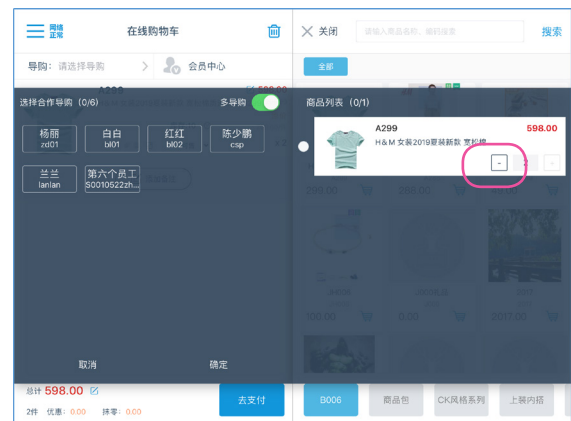 网络
正常
在线购物车
关闭
请输入商品名称、编码搜索
搜索
导购：请选择导购
会员中心
全部
选择合作导购 (0/6)
多导购
商品列表 (0/1)
杨丽
zd01
白白
bl01
红红
bl02
陈少鹏
csp
兰兰
lanlan
第六个员工
S0010522zh...
A299
598.00
H&M 女装2019夏装新款 宽松棉
298.00
298.00
100.00
0.00
2017.00
取消
确定
总计 598.00
2件 优惠：0.00 抹零：0.00
去支付
B006
商品包
CK风格系列
上装内搭